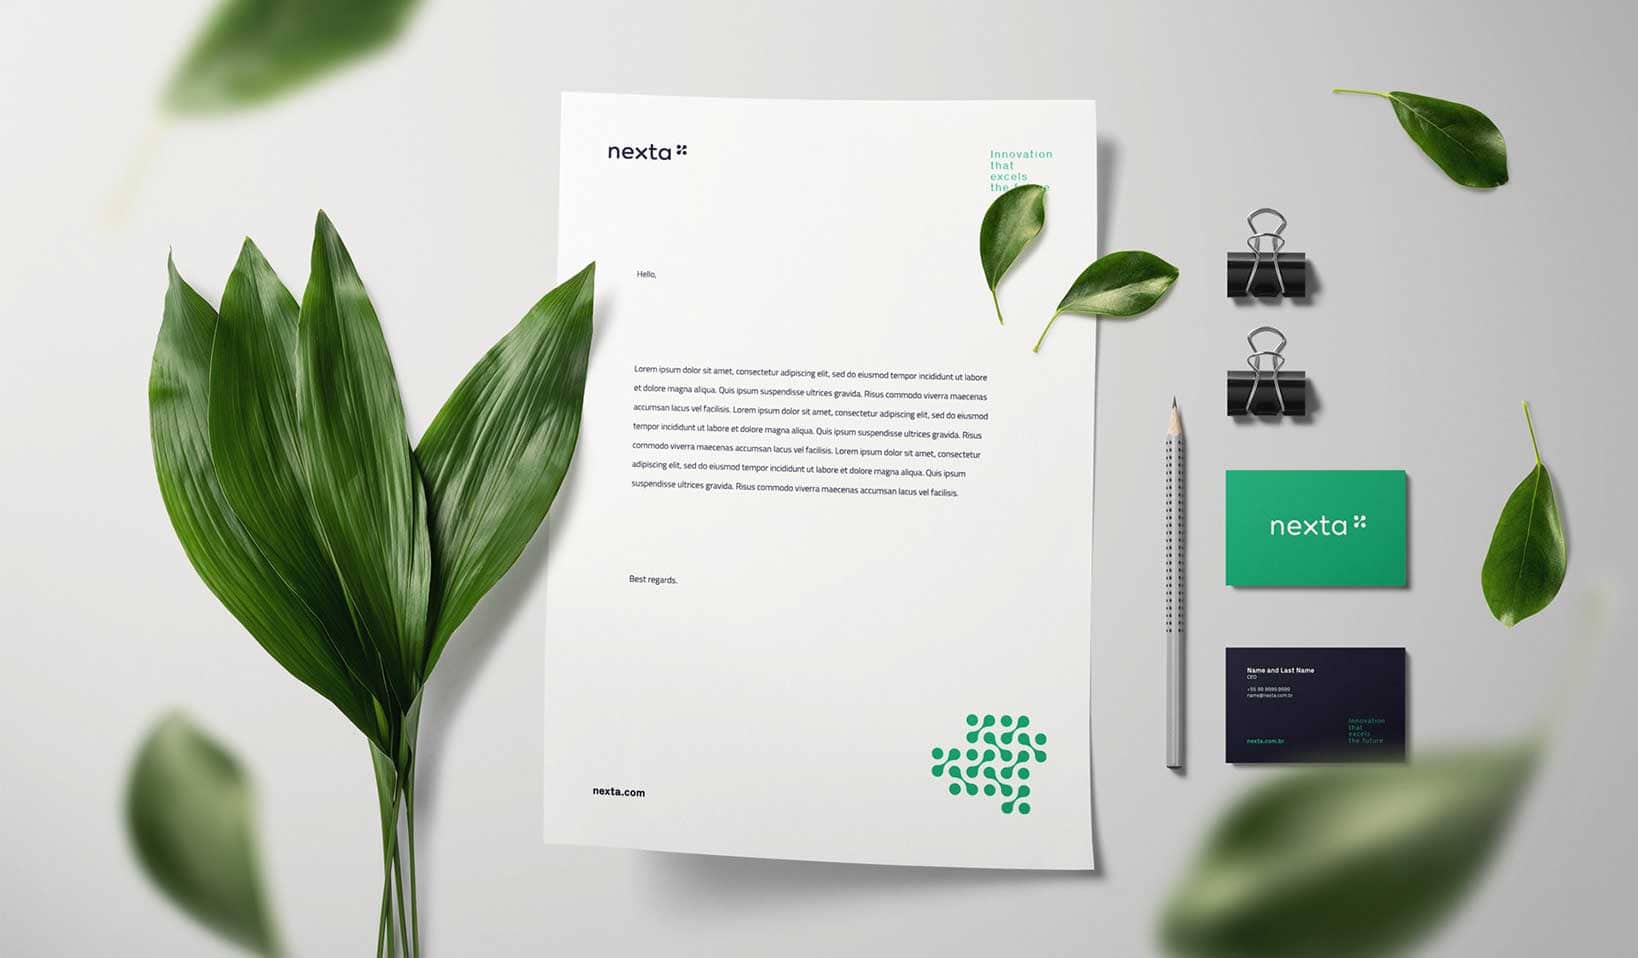 nexta
Innovation
that
excels
the future
Hello,
Lorem ipsum dolor sit amet, consectetur adipiscing elit, sed do eiusmod tempor incididunt ut labore
et dolore magna aliqua. Quis ipsum suspendisse ultrices gravida. Risus commodo viverra maecenas
accumsan lacus vel facilisis. Lorem ipsum dolor sit amet, consectetur adipiscing elit, sed do eiusmod
tempor incididunt ut labore et dolore magna aliqua. Quis ipsum suspendisse ultrices gravida. Risus
commodo viverra maecenas accumsan lacus vel facilisis. Lorem ipsum dolor sit amet, consectetur
adipiscing elit, sed do eiusmod tempor incididunt ut labore et dolore magna aliqua. Quis ipsum
suspendisse ultrices gravida. Risus commodo viverra maecenas accumsan lacus vel facilisis.
Best regards.
nexta.com
nexta
Name and Last Name
CEO
+55 99 9999.9999
name@nexta.com.br
Innovation
that
excels
the future
nexta.com.br